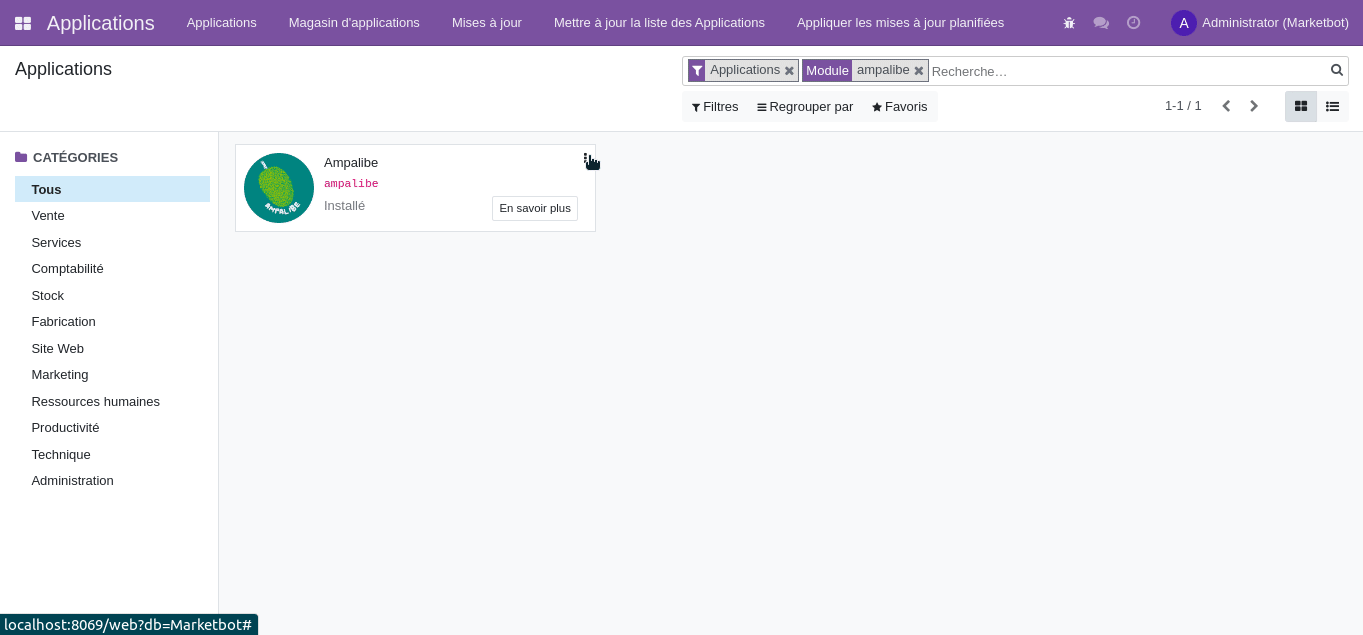 Applications Applications Magasin d'applications Mises à jour Mettre à jour la liste des Applications Appliquer les mises à jour planifiées A Administrator (Marketbot)
Applications
Applications Module ampalibe Recherche...
Filtres Regrouper par Favoris 1-1 / 1
CATÉGORIES
Tous
Vente
Services
Comptabilité
Stock
Fabrication
Site Web
Marketing
Ressources humaines
Productivité
Technique
Administration
AMPALIBE
Ampalibe
ampalibe
Installé En savoir plus
localhost:8069/web?db=Marketbot#